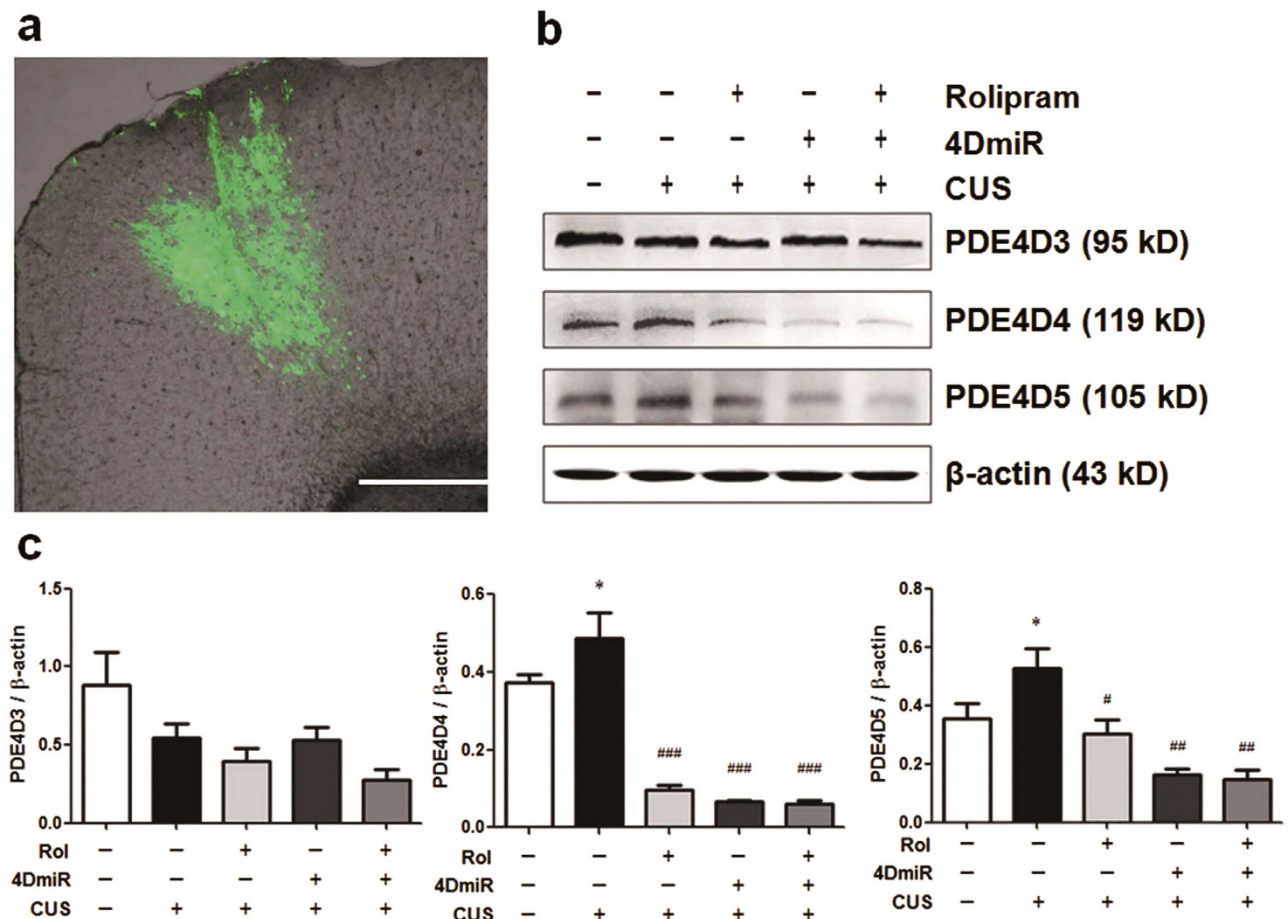 a
b
− − + − + Rolipram
− − − + + 4DmiR
− + + + + CUS
PDE4D3 (95 kD)
PDE4D4 (119 kD)
PDE4D5 (105 kD)
β-actin (43 kD)
c
PDE4D3 / β-actin
1.5
1.0
0.5
0.0
Rol − − + − +
4DmiR − − − + +
CUS − + + + +
PDE4D4 / β-actin
0.6
0.4
0.2
0.0
*
###
###
###
Rol − − + − +
4DmiR − − − + +
CUS − + + + +
PDE4D5 / β-actin
0.8
0.6
0.4
0.2
0.0
*
#
##
##
Rol − − + − +
4DmiR − − − + +
CUS − + + + +